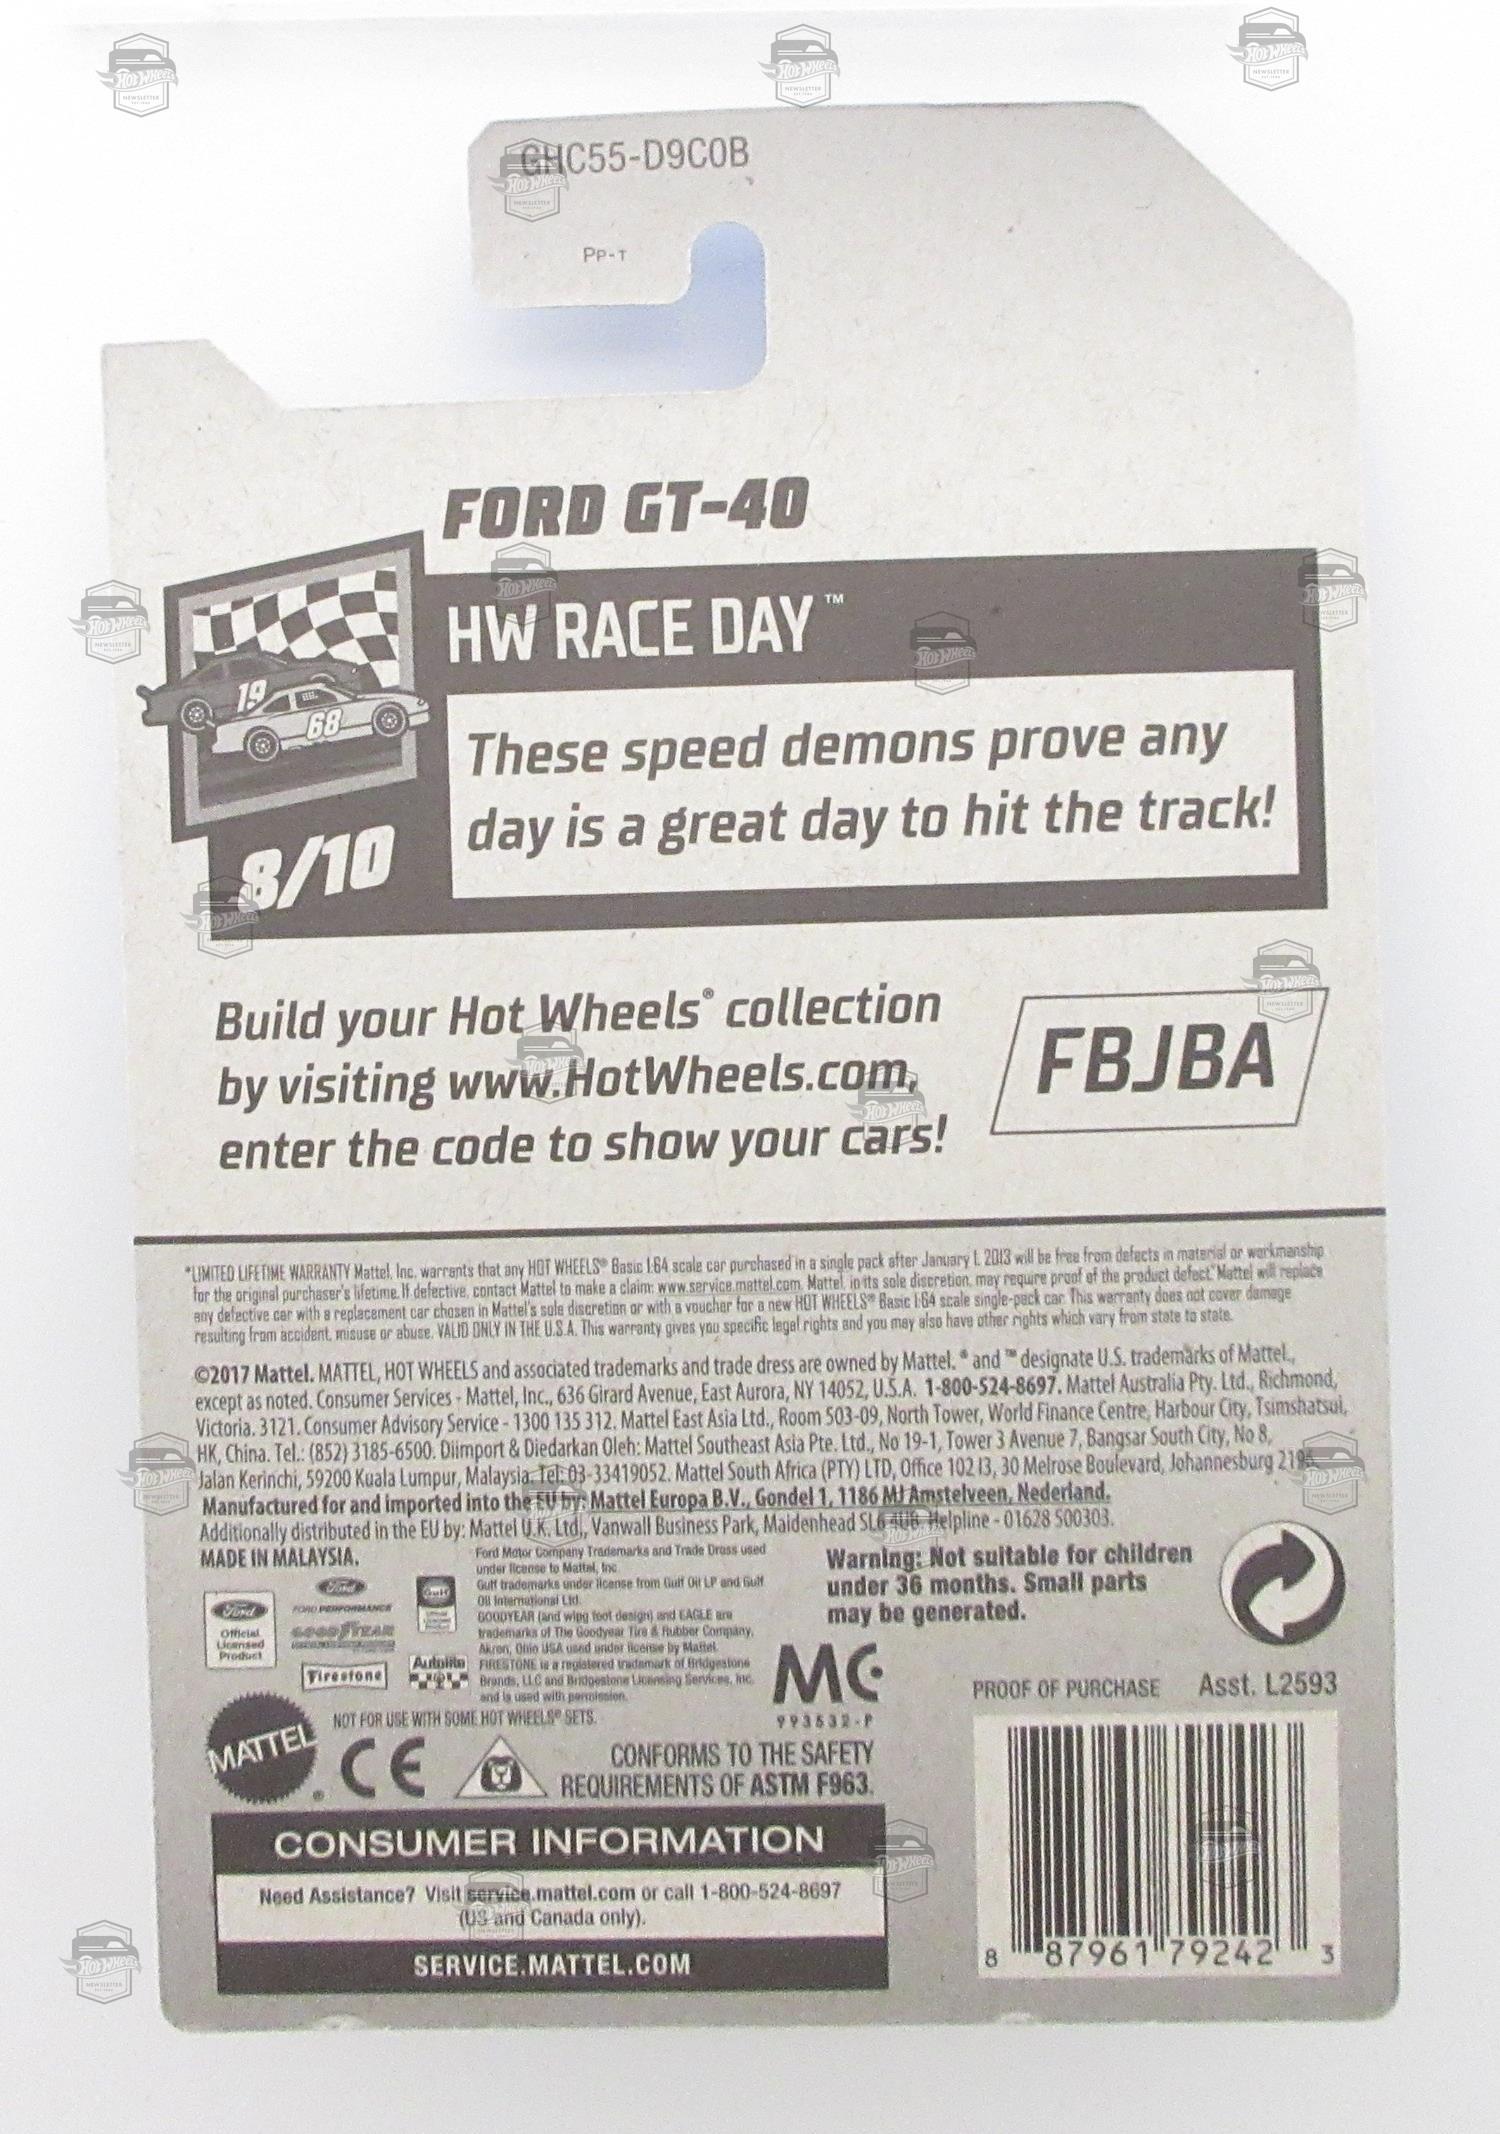 GHC55-D9C0B
Pp-T
FORD GT-40
HW RACE DAY™
19
68
These speed demons prove any
day is a great day to hit the track!
8/10
Build your Hot Wheels® collection
by visiting www.HotWheels.com,
enter the code to show your cars!
FBJBA
*LIMITED LIFETIME WARRANTY Mattel, Inc. warrants that any HOT WHEELS® Basic 1:64 scale car purchased in a single pack after January 1, 2013 will be free from defects in material or workmanship
for the original purchaser's lifetime. If defective, contact Mattel to make a claim: www.service.mattel.com. Mattel, in its sole discretion, may require proof of the product defect. Mattel will replace
any defective car with a replacement car chosen in Mattel's sole discretion or with a voucher for a new HOT WHEELS® Basic 1:64 scale single-pack car. This warranty does not cover damage
resulting from accident, misuse or abuse. VALID ONLY IN THE U.S.A. This warranty gives you specific legal rights and you may also have other rights which vary from state to state.
©2017 Mattel. MATTEL, HOT WHEELS and associated trademarks and trade dress are owned by Mattel. ® and ™ designate U.S. trademarks of Mattel,
except as noted. Consumer Services - Mattel, Inc., 636 Girard Avenue, East Aurora, NY 14052, U.S.A. 1-800-524-8697. Mattel Australia Pty. Ltd., Richmond,
Victoria. 3121. Consumer Advisory Service - 1300 135 312. Mattel East Asia Ltd., Room 503-09, North Tower, World Finance Centre, Harbour City, Tsimshatsui,
HK, China. Tel.: (852) 3185-6500. Diimport & Diedarkan Oleh: Mattel Southeast Asia Pte. Ltd., No 19-1, Tower 3 Avenue 7, Bangsar South City, No 8,
Jalan Kerinchi, 59200 Kuala Lumpur, Malaysia. Tel: 03-33419052. Mattel South Africa (PTY) LTD, Office 102 I3, 30 Melrose Boulevard, Johannesburg 2196.
Manufactured for and imported into the EU by: Mattel Europa B.V., Gondel 1, 1186 MJ Amstelveen, Nederland.
Additionally distributed in the EU by: Mattel U.K. Ltd., Vanwall Business Park, Maidenhead SL6 4UB. Helpline - 01628 500303.
MADE IN MALAYSIA.
Ford
Official
Licensed
Product
Ford
FORD PERFORMANCE
GOODYEAR
Firestone
Gulf
Autolite
Ford Motor Company Trademarks and Trade Dress used
under license to Mattel, Inc.
Gulf trademarks under license from Gulf Oil LP and Gulf
Oil International Ltd.
GOODYEAR (and wing foot design) and EAGLE are
trademarks of The Goodyear Tire & Rubber Company,
Akron, Ohio USA used under license by Mattel.
FIRESTONE is a registered trademark of Bridgestone
Brands, LLC and Bridgestone Licensing Services, Inc.
and is used with permission.
Warning: Not suitable for children
under 36 months. Small parts
may be generated.
MC
993532-P
PROOF OF PURCHASE
Asst. L2593
NOT FOR USE WITH SOME HOT WHEELS® SETS.
MATTEL®
CE
CONFORMS TO THE SAFETY
REQUIREMENTS OF ASTM F963.
CONSUMER INFORMATION
Need Assistance? Visit service.mattel.com or call 1-800-524-8697
(US and Canada only).
SERVICE.MATTEL.COM
8 87961 79242 3
Hot Wheels
NEWSLETTER